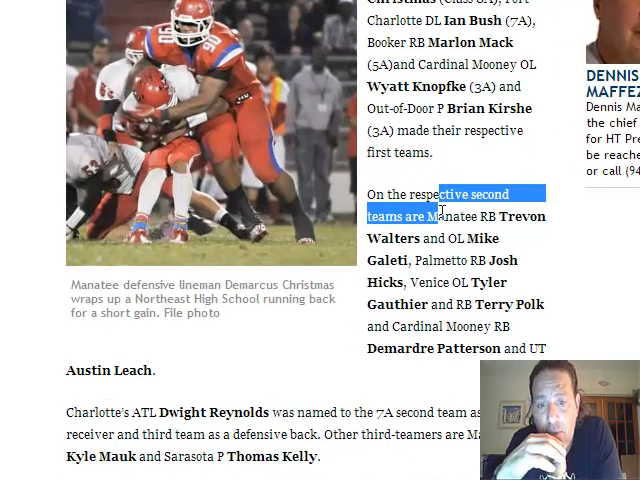 Charlotte DL Ian Bush (7A),
Booker RB Marlon Mack
(5A)and Cardinal Mooney OL
Wyatt Knopfke (3A) and
Out-of-Door P Brian Kirshe
(3A) made their respective
first teams.
On the respective second
teams are Manatee RB Trevon
Walters and OL Mike
Galeti, Palmetto RB Josh
Hicks, Venice OL Tyler
Gauthier and RB Terry Polk
and Cardinal Mooney RB
Demardre Patterson and UT
Austin Leach.
Manatee defensive lineman Demarcus Christmas
wraps up a Northeast High School running back
for a short gain. File photo
Charlotte's ATL Dwight Reynolds was named to the 7A second team as
receiver and third team as a defensive back. Other third-teamers are Ma
Kyle Mauk and Sarasota P Thomas Kelly.
DENNIS
MAFFEZ
Dennis Ma
the chief
for HT Pre
be reache
or call (94
90